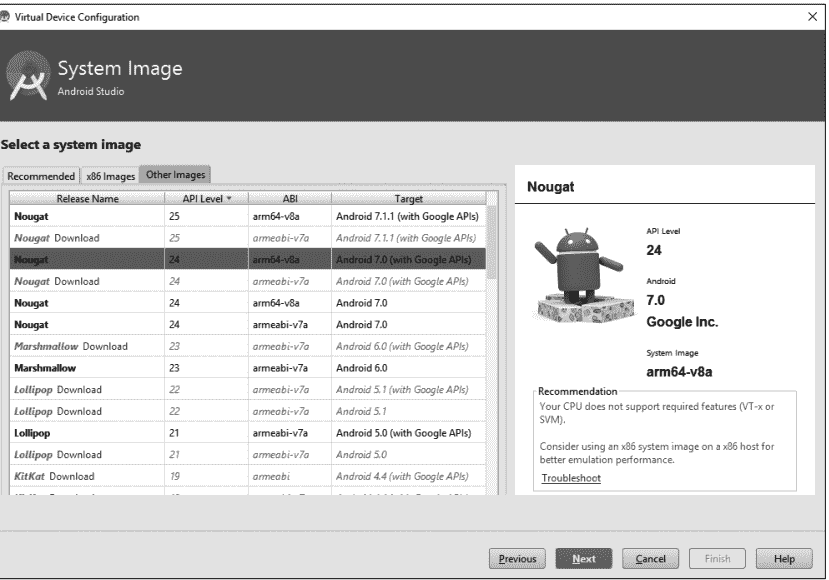 Virtual Device Configuration
System Image
Android Studio
Select a system image
Recommended x86 Images Other Images
Release Name API Level ABI Target
Nougat 25 arm64-v8a Android 7.1.1 (with Google APIs)
Nougat Download 25 armeabi-v7a Android 7.1.1 (with Google APIs)
Nougat 24 arm64-v8a Android 7.0 (with Google APIs)
Nougat Download 24 armeabi-v7a Android 7.0 (with Google APIs)
Nougat 24 arm64-v8a Android 7.0
Nougat 24 armeabi-v7a Android 7.0
Marshmallow Download 23 armeabi-v7a Android 6.0 (with Google APIs)
Marshmallow 23 armeabi-v7a Android 6.0
Lollipop Download 22 armeabi-v7a Android 5.1 (with Google APIs)
Lollipop Download 22 armeabi-v7a Android 5.1
Lollipop 21 armeabi-v7a Android 5.0 (with Google APIs)
Lollipop Download 21 armeabi-v7a Android 5.0
KitKat Download 19 armeabi Android 4.4 (with Google APIs)
Nougat
API Level
24
Android
7.0
Google Inc.
System Image
arm64-v8a
Recommendation
Your CPU does not support required features (VT-x or
SVM).
Consider using an x86 system image on a x86 host for
better emulation performance.
Troubleshoot
Previous Next Cancel Finish Help